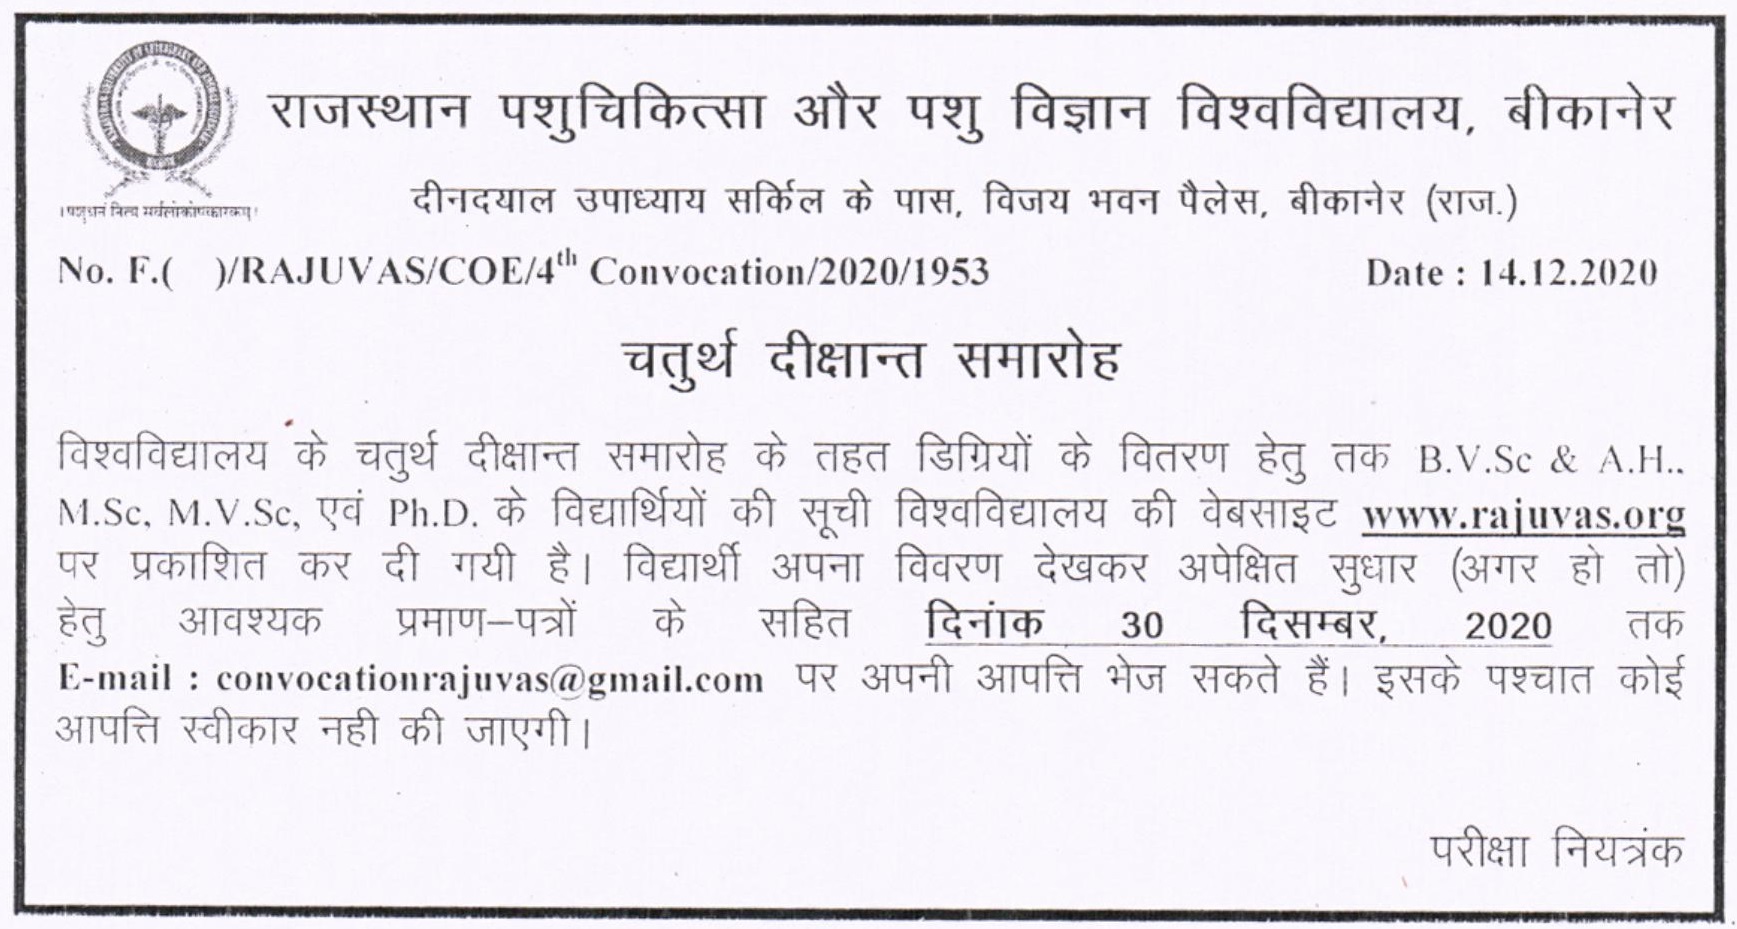 राजस्थान पशुचिकित्सा और पशु विज्ञान विश्वविद्यालय, बीकानेर
। पशुधनं नित्यं सर्वलोकोपकारकम्।
दीनदयाल उपाध्याय सर्किल के पास, विजय भवन पैलेस, बीकानेर (राज.)
No. F.( )/RAJUVAS/COE/4th Convocation/2020/1953 Date : 14.12.2020
चतुर्थ दीक्षान्त समारोह
विश्वविद्यालय के चतुर्थ दीक्षान्त समारोह के तहत डिग्रियों के वितरण हेतु तक B.V.Sc & A.H.,
M.Sc, M.V.Sc, एवं Ph.D. के विद्यार्थियों की सूची विश्वविद्यालय की वेबसाइट www.rajuvas.org
पर प्रकाशित कर दी गयी है। विद्यार्थी अपना विवरण देखकर अपेक्षित सुधार (अगर हो तो)
हेतु आवश्यक प्रमाण–पत्रों के सहित दिनांक 30 दिसम्बर, 2020 तक
E-mail : convocationrajuvas@gmail.com पर अपनी आपत्ति भेज सकते हैं। इसके पश्चात कोई
आपत्ति स्वीकार नही की जाएगी।
परीक्षा नियत्रंक